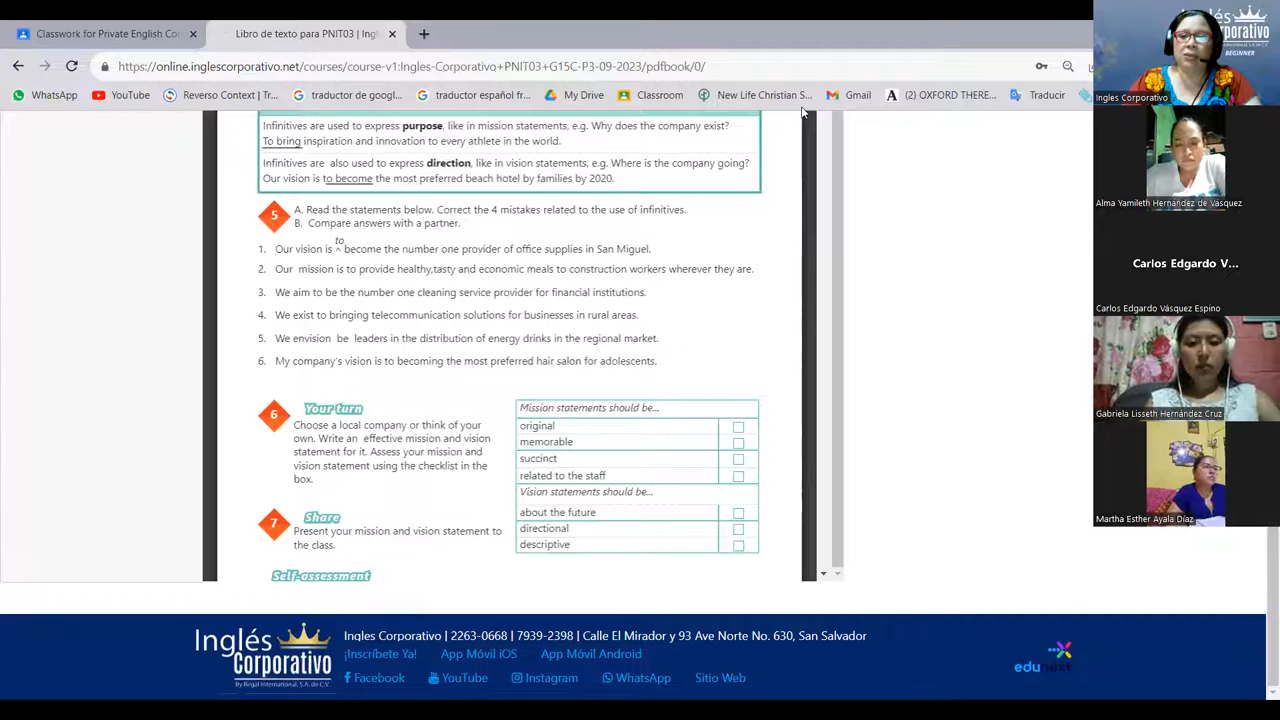 Classwork for Private English Co
Libro de texto para PNIT03 | Ingl
https://online.inglescorporativo.net/courses/course-v1:Ingles-Corporativo+PNIT03+G15C-P3-09-2023/pdfbook/0/
WhatsApp
YouTube
Reverso Context | Tr...
traductor de googl...
corrector español f...
My Drive
Classroom
New Life Christian S...
Gmail
(2) OXFORD THERE...
Traducir
Infinitives are used to express purpose, like in mission statements, e.g. Why does the company exist?
To bring inspiration and innovation to every athlete in the world.
Infinitives are also used to express direction, like in vision statements, e.g. Where is the company going?
Our vision is to become the most preferred beach hotel by families by 2020.
5
A. Read the statements below. Correct the 4 mistakes related to the use of infinitives.
B. Compare answers with a partner.
to
1. Our vision is ^ become the number one provider of office supplies in San Miguel.
2. Our mission is to provide healthy,tasty and economic meals to construction workers wherever they are.
3. We aim to be the number one cleaning service provider for financial institutions.
4. We exist to bringing telecommunication solutions for businesses in rural areas.
5. We envision be leaders in the distribution of energy drinks in the regional market.
6. My company's vision is to becoming the most preferred hair salon for adolescents.
6
Your turn
Choose a local company or think of your
own. Write an effective mission and vision
statement for it. Assess your mission and
vision statement using the checklist in the
box.
Mission statements should be...
original
memorable
succinct
related to the staff
Vision statements should be...
about the future
directional
descriptive
7
Share
Present your mission and vision statement to
the class.
Self-assessment
Inglés
Corporativo
By Regal International, S.A. de C.V.
Ingles Corporativo | 2263-0668 | 7939-2398 | Calle El Mirador y 93 Ave Norte No. 630, San Salvador
¡Inscríbete Ya!
App Móvil iOS
App Móvil Android
Facebook
YouTube
Instagram
WhatsApp
Sitio Web
edunext
BEGINNER
Ingles Corporativo
Alma Yamileth Hernández de Vásquez
Carlos Edgardo V...
Carlos Edgardo Vásquez Espino
Gabriela Lisseth Hernández Cruz
Martha Esther Ayala Díaz